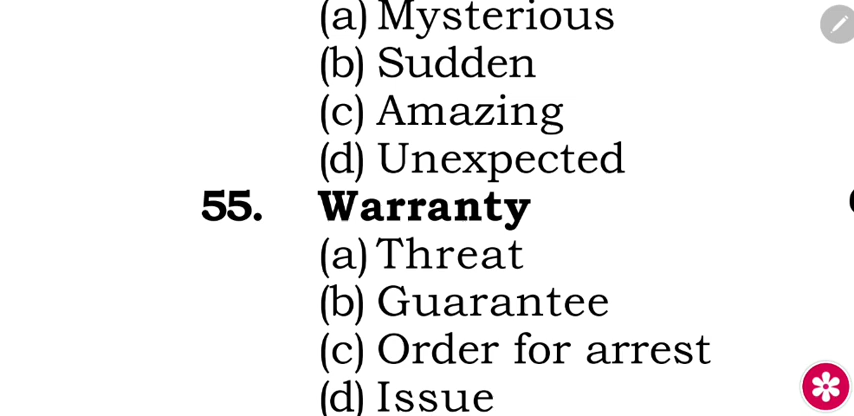 (a) Mysterious
(b) Sudden
(c) Amazing
(d) Unexpected
55. Warranty
(a) Threat
(b) Guarantee
(c) Order for arrest
(d) Issue